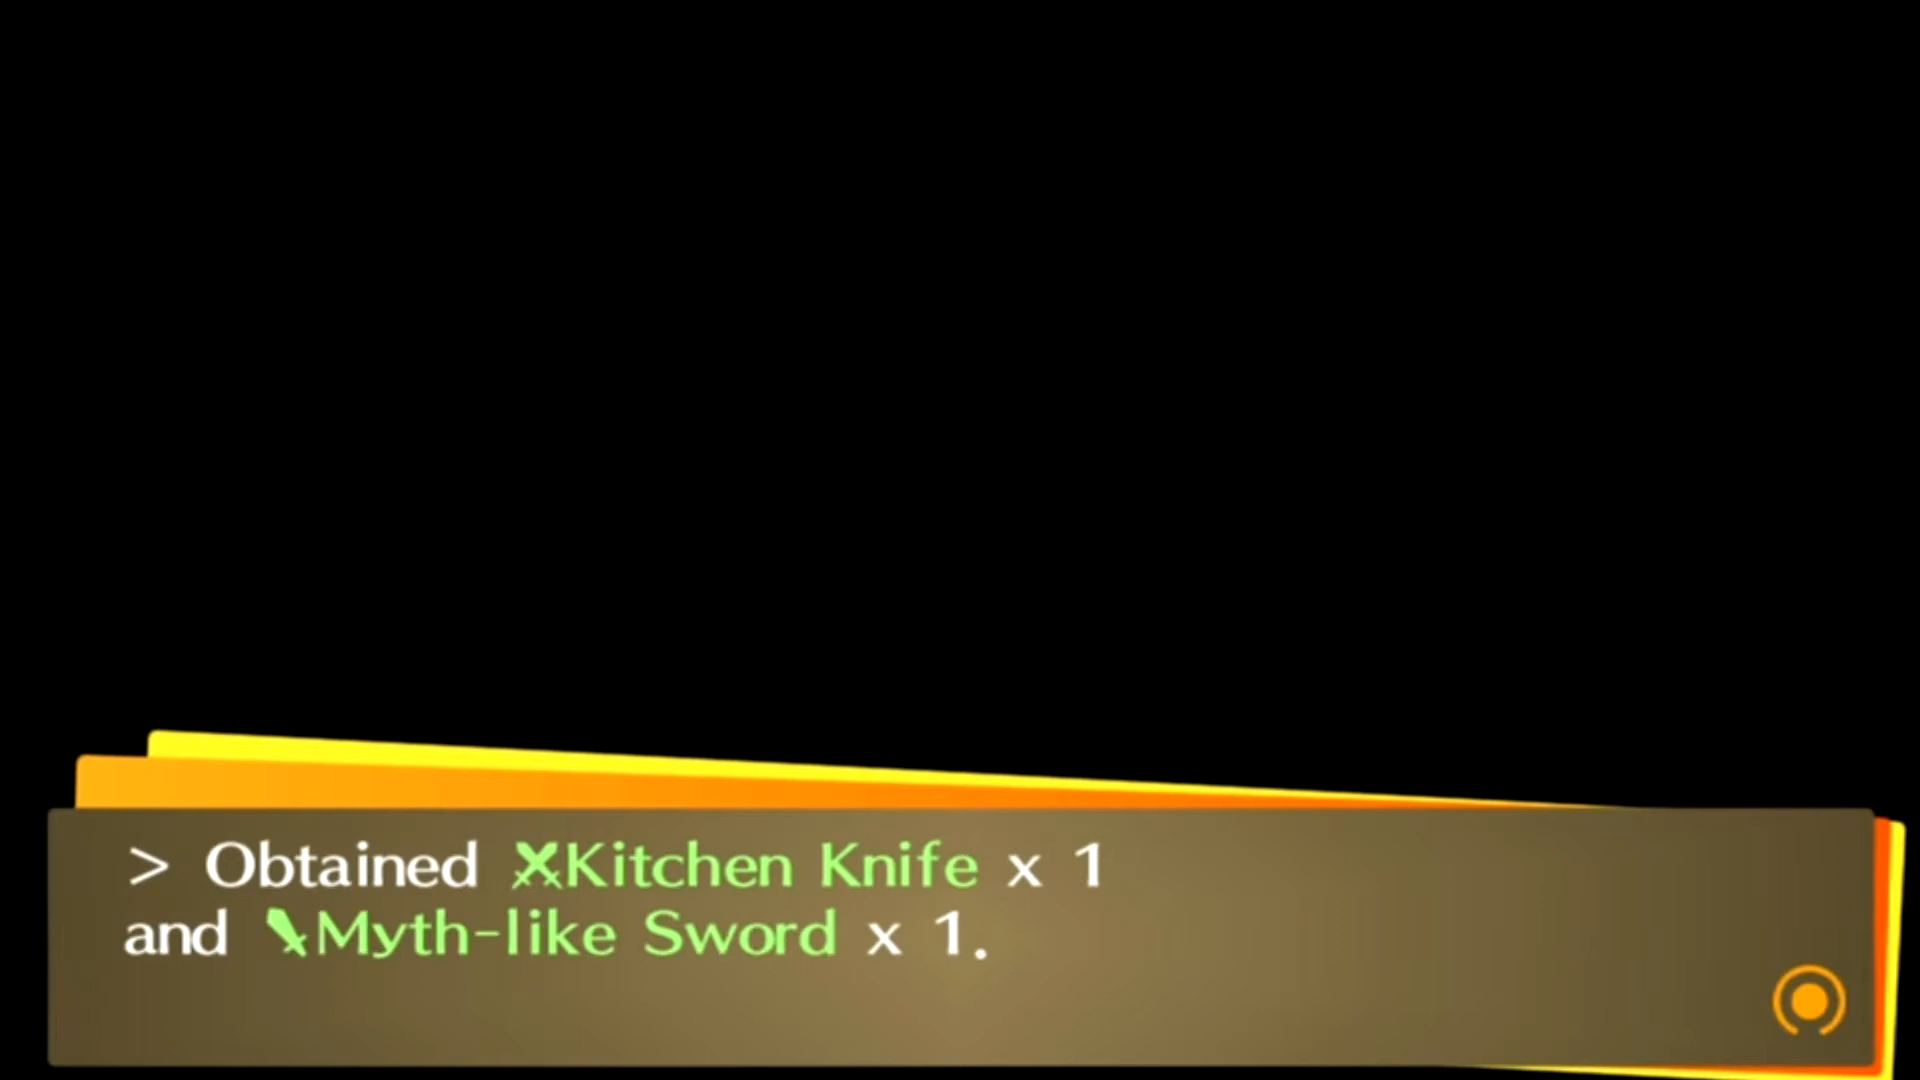 > Obtained Kitchen Knife x 1
and Myth-like Sword x 1.